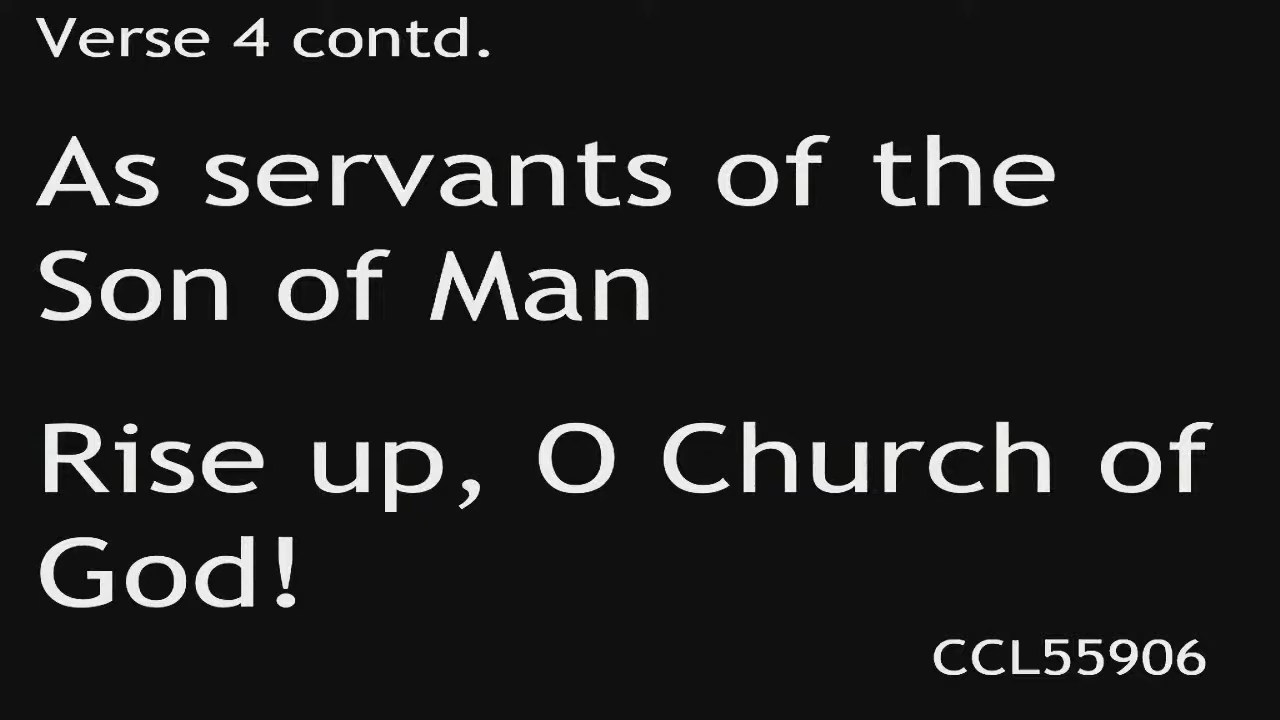 Verse 4 contd.
As servants of the
Son of Man
Rise up, O Church of
God!
CCL55906